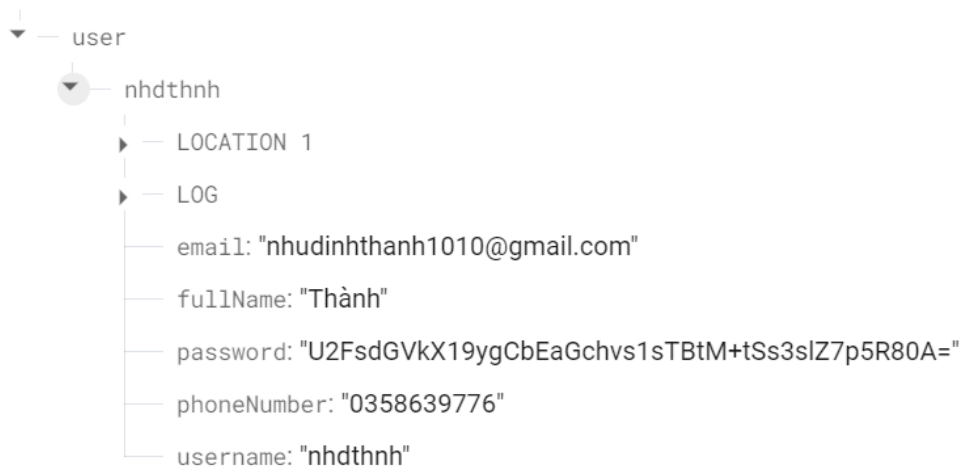 user
nhdthnh
LOCATION 1
LOG
email: "nhudinhthanh1010@gmail.com"
fullName: "Thành"
password: "U2FsdGVkX19ygCbEaGchvs1sTBtM+tSs3slZ7p5R80A="
phoneNumber: "0358639776"
username: "nhdthnh"